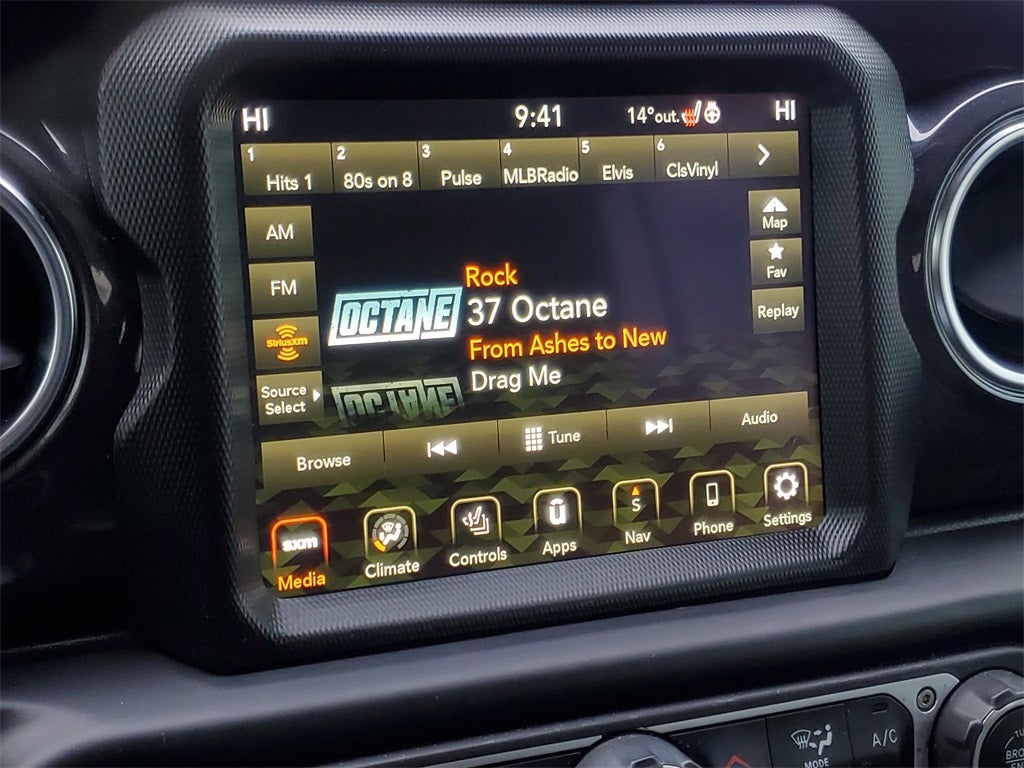 HI 9:41 14°out. HI
1 Hits 1 2 80s on 8 3 Pulse 4 MLBRadio 5 Elvis 6 ClsVinyl
AM
FM
SiriusXM
Source
Select
Map
Fav
Replay
OCTANE
Rock
37 Octane
From Ashes to New
Drag Me
OCTANE
Browse Tune Audio
sxm
Media
Climate
Controls
u
Apps
S
Nav
Phone
Settings
MODE
A/C